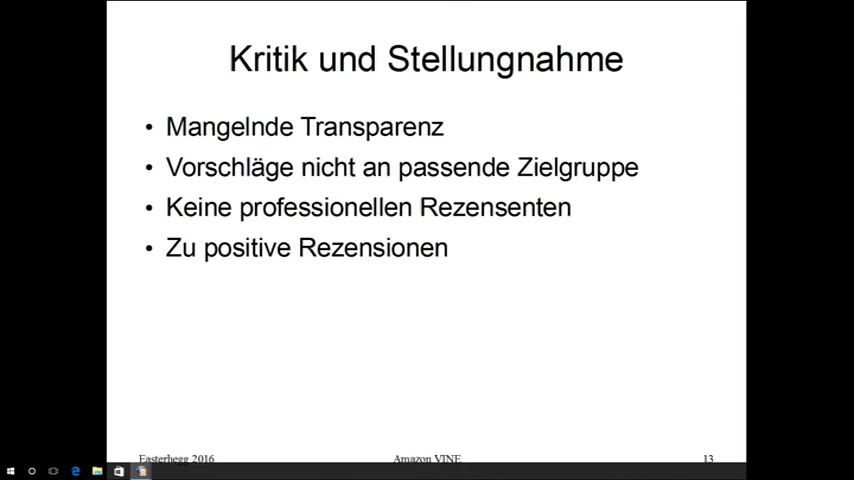 Kritik und Stellungnahme
• Mangelnde Transparenz
• Vorschläge nicht an passende Zielgruppe
• Keine professionellen Rezensenten
• Zu positive Rezensionen
Easterhegg 2016 Amazon VINE 13